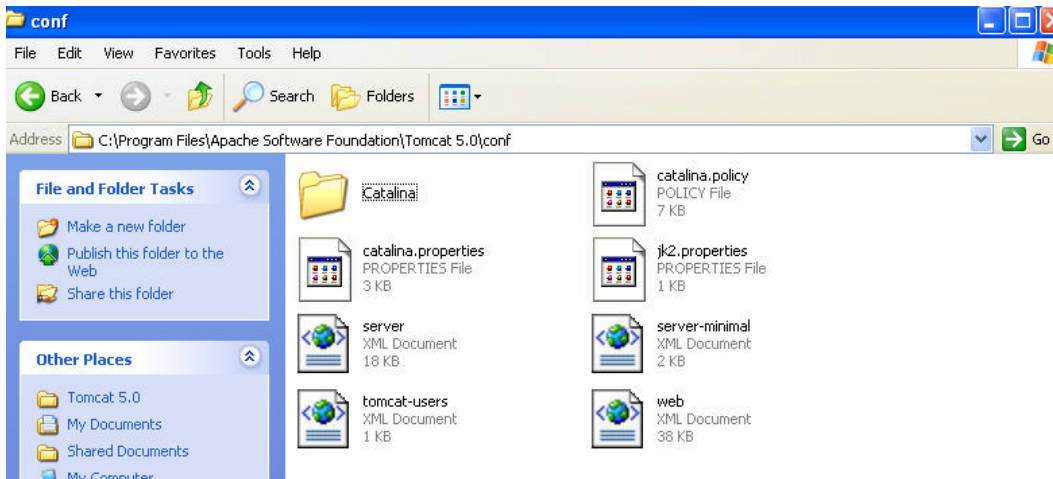 conf
File Edit View Favorites Tools Help
Back Search Folders
Address C:\Program Files\Apache Software Foundation\Tomcat 5.0\conf Go
File and Folder Tasks
Make a new folder
Publish this folder to the
Web
Share this folder
Other Places
Tomcat 5.0
My Documents
Shared Documents
My Computer
Catalina
catalina.policy
POLICY File
7 KB
catalina.properties
PROPERTIES File
3 KB
jk2.properties
PROPERTIES File
1 KB
server
XML Document
18 KB
server-minimal
XML Document
2 KB
tomcat-users
XML Document
1 KB
web
XML Document
38 KB